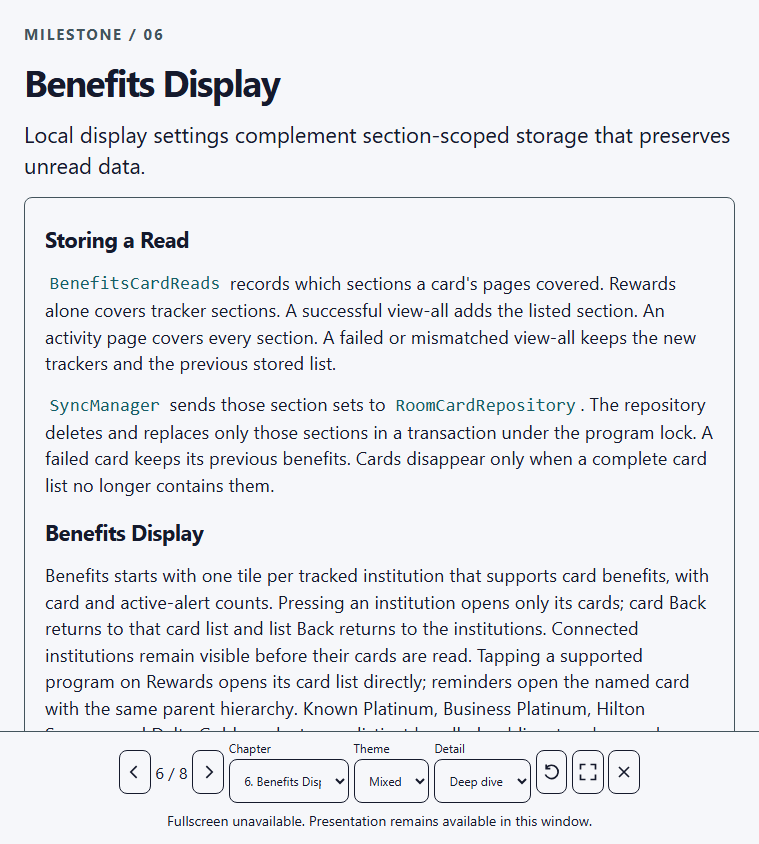 MILESTONE / 06
Benefits Display
Local display settings complement section-scoped storage that preserves
unread data.
Storing a Read
BenefitsCardReads records which sections a card's pages covered. Rewards
alone covers tracker sections. A successful view-all adds the listed section. An
activity page covers every section. A failed or mismatched view-all keeps the new
trackers and the previous stored list.
SyncManager sends those section sets to RoomCardRepository. The repository
deletes and replaces only those sections in a transaction under the program lock. A
failed card keeps its previous benefits. Cards disappear only when a complete card
list no longer contains them.
Benefits Display
Benefits starts with one tile per tracked institution that supports card benefits, with
card and active-alert counts. Pressing an institution opens only its cards; card Back
returns to that card list and list Back returns to the institutions. Connected
institutions remain visible before their cards are read. Tapping a supported
program on Rewards opens its card list directly; reminders open the named card
with the same parent hierarchy. Known Platinum, Business Platinum, Hilton
Chapter
Theme
Detail
6 / 8
6. Benefits Disp
Mixed
Deep dive
Fullscreen unavailable. Presentation remains available in this window.